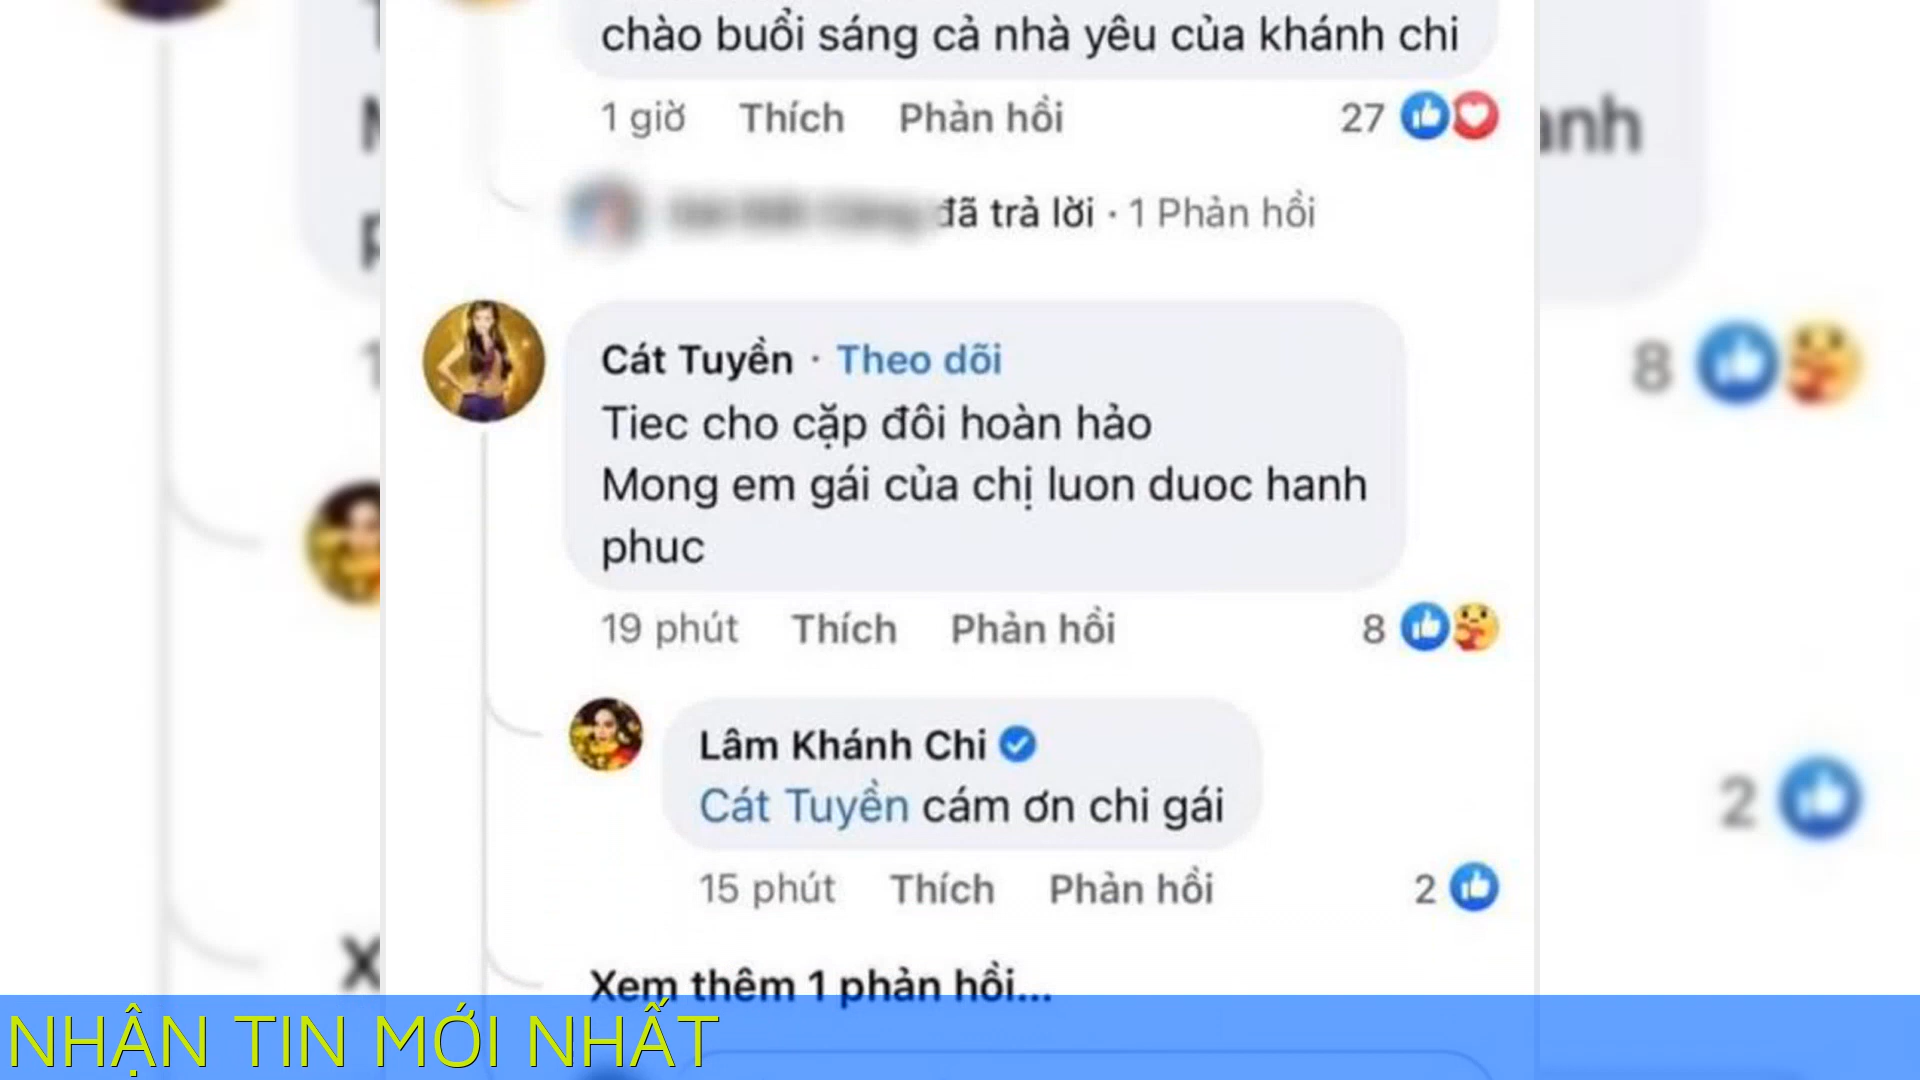 chào buổi sáng cả nhà yêu của khánh chi
1 giờ Thích Phản hồi 27
đã trả lời · 1 Phản hồi
Cát Tuyền · Theo dõi
Tiec cho cặp đôi hoàn hảo
Mong em gái của chị luon duoc hanh
phuc
19 phút Thích Phản hồi 8
Lâm Khánh Chi
Cát Tuyền cám ơn chi gái
15 phút Thích Phản hồi 2
Xem thêm 1 phản hồi...
anh
8
2
NHẬN TIN MỚI NHẤT